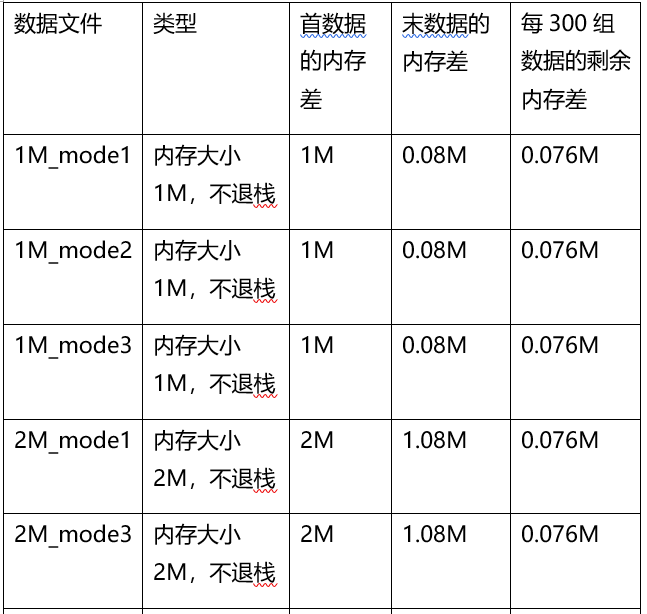 数据文件
类型
首数据
的内存
差
末数据的
内存差
每 300 组
数据的剩余
内存差
1M_mode1
内存大小
1M，不退栈
1M
0.08M
0.076M
1M_mode2
内存大小
1M，不退栈
1M
0.08M
0.076M
1M_mode3
内存大小
1M，不退栈
1M
0.08M
0.076M
2M_mode1
内存大小
2M，不退栈
2M
1.08M
0.076M
2M_mode3
内存大小
2M，不退栈
2M
1.08M
0.076M